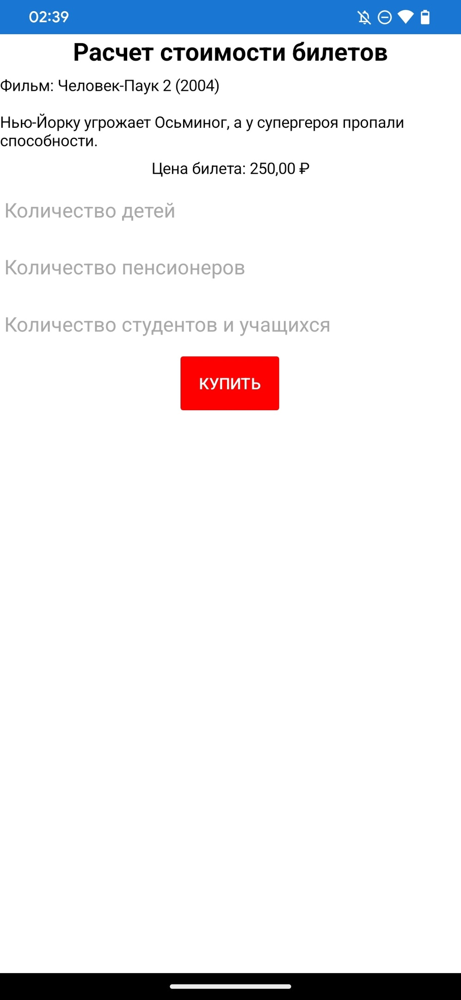 02:39
Расчет стоимости билетов
Фильм: Человек-Паук 2 (2004)
Нью-Йорку угрожает Осьминог, а у супергероя пропали
способности.
Цена билета: 250,00 ₽
Количество детей
Количество пенсионеров
Количество студентов и учащихся
КУПИТЬ